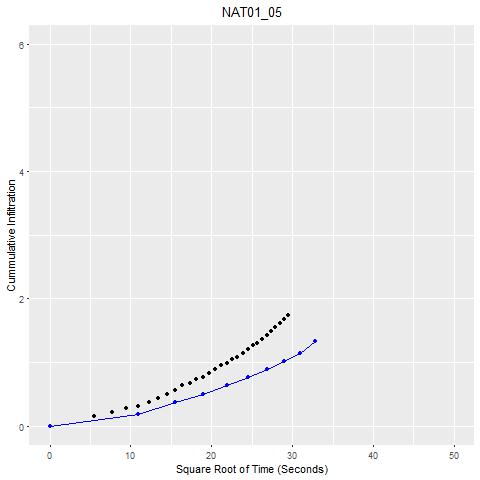 NAT01_05
6
4
2
0
Cummulative Infiltration
0 10 20 30 40 50
Square Root of Time (Seconds)